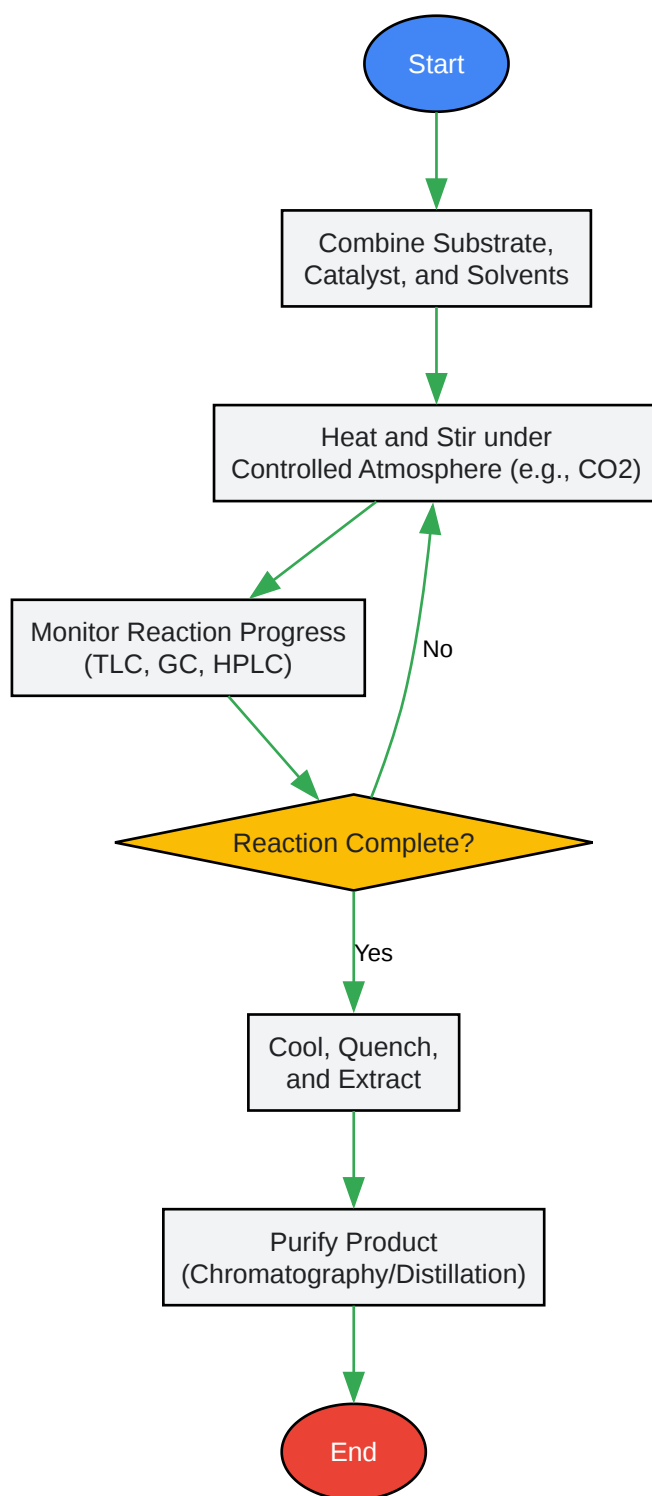 Start
Combine Substrate,
Catalyst, and Solvents
Heat and Stir under
Controlled Atmosphere (e.g., CO2)
Monitor Reaction Progress
(TLC, GC, HPLC)
No
Reaction Complete?
Yes
Cool, Quench,
and Extract
Purify Product
(Chromatography/Distillation)
End